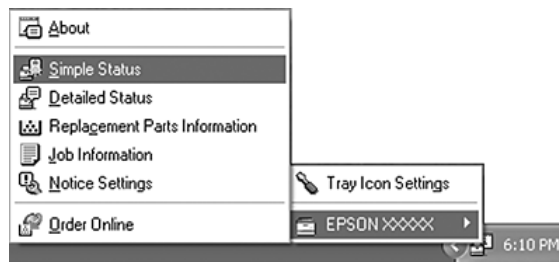 About
Simple Status
Detailed Status
Replacement Parts Information
Job Information
Notice Settings
Order Online
Tray Icon Settings
EPSON XXXXX
6:10 PM